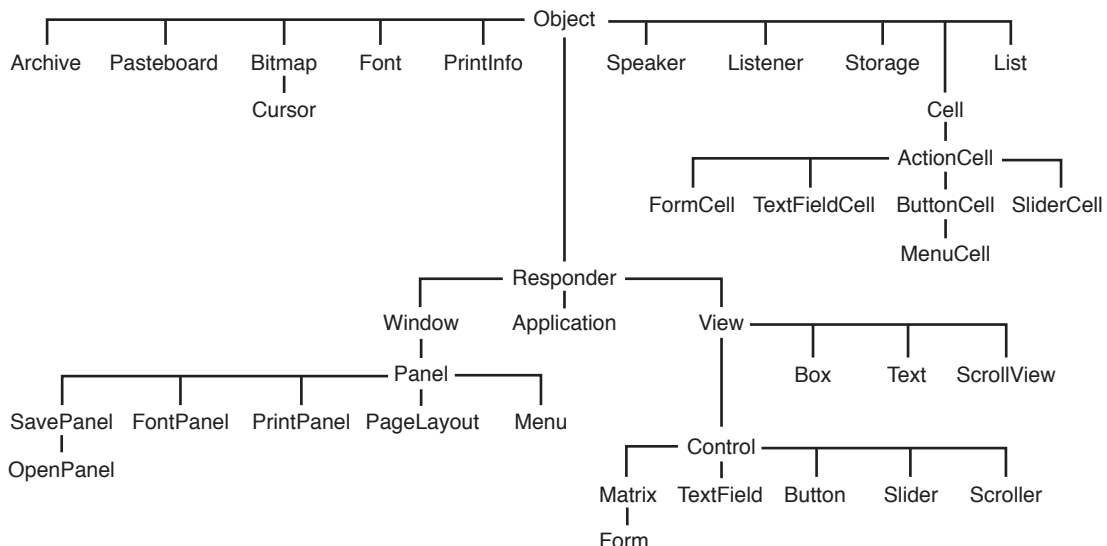 Object
Archive Pasteboard Bitmap Font PrintInfo Speaker Listener Storage List
Cursor Cell
ActionCell
FormCell TextFieldCell ButtonCell SliderCell
MenuCell
Responder
Window Application View
Panel Box Text ScrollView
SavePanel FontPanel PrintPanel PageLayout Menu
Control
OpenPanel
Matrix TextField Button Slider Scroller
Form